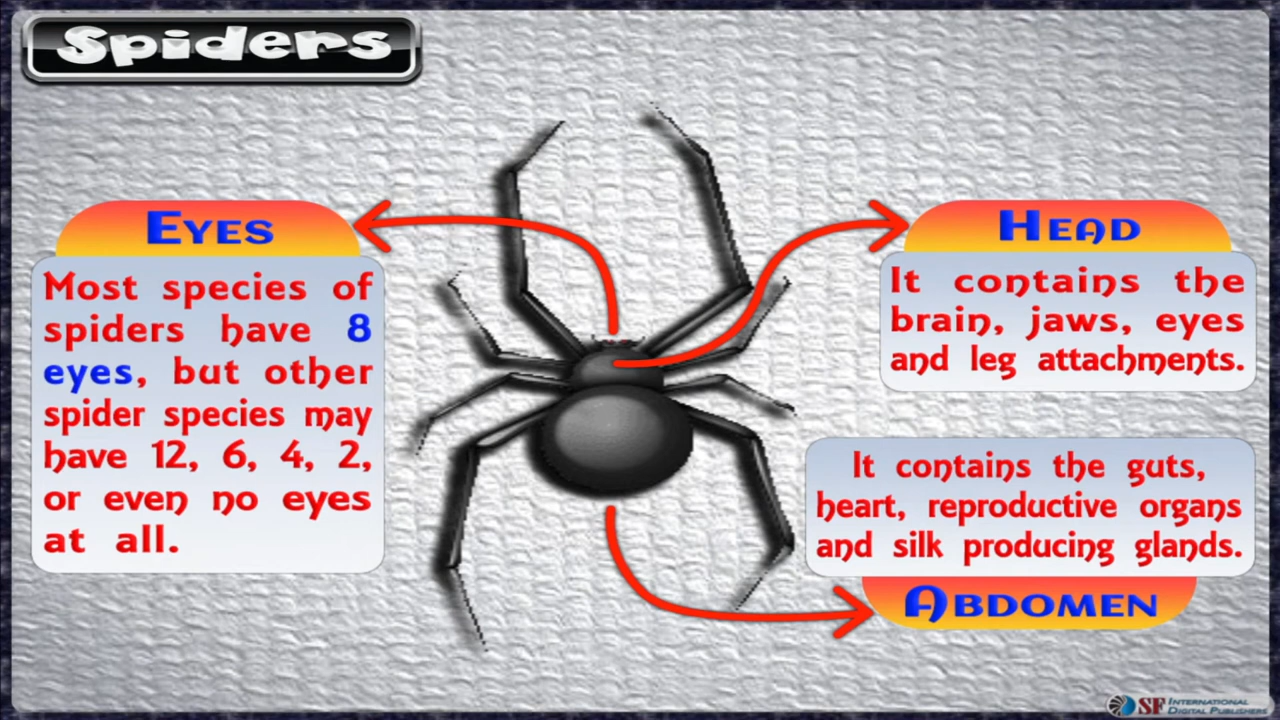 Spiders
EYES
Most species of
spiders have 8
eyes, but other
spider species may
have 12, 6, 4, 2,
or even no eyes
at all.
HEAD
It contains the
brain, jaws, eyes
and leg attachments.
It contains the guts,
heart, reproductive organs
and silk producing glands.
ABDOMEN
SF INTERNATIONAL
DIGITAL PUBLISHERS